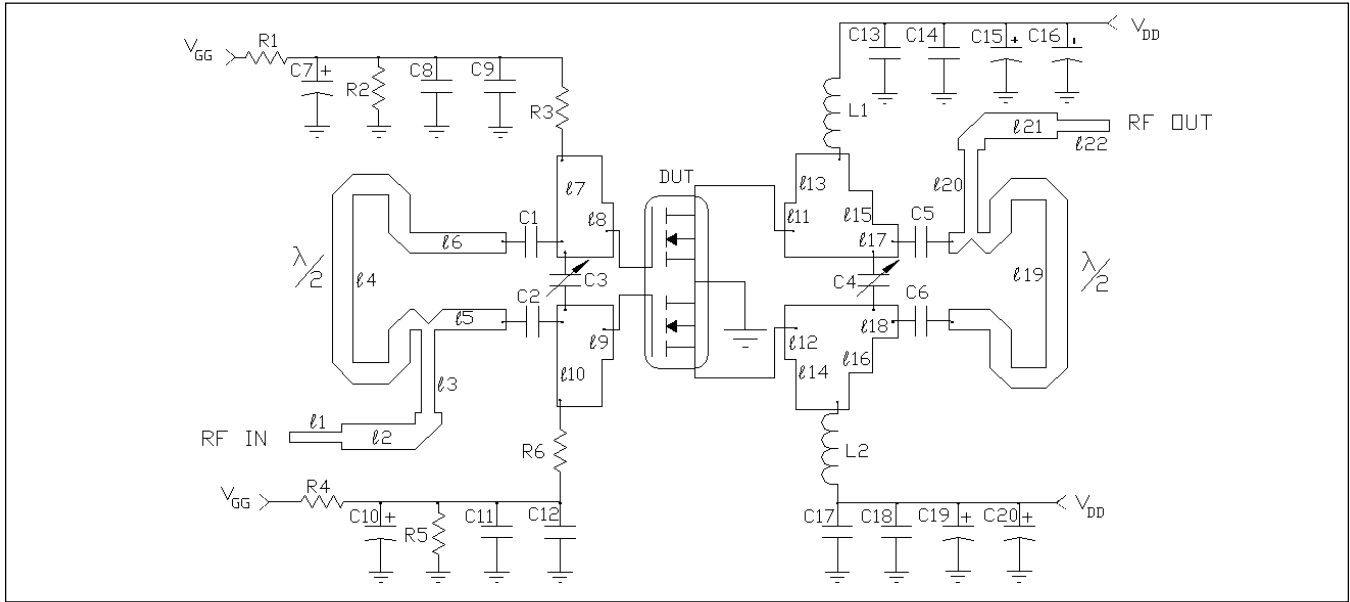 VGG R1
C7 + R2 C8 C9 R3
C13 C14 C15 + C16 VDD
L1
RF OUT
ℓ21 ℓ22
ℓ20
DUT
ℓ7 ℓ8
ℓ13 ℓ11 ℓ15 ℓ17
C1 C5
ℓ6
λ/2 ℓ4
C3 C4
ℓ19 λ/2
C2 C6
ℓ5
ℓ9 ℓ10
ℓ12 ℓ14 ℓ18 ℓ16
ℓ3
ℓ1 ℓ2
RF IN
R6 L2
VGG R4
C10 + R5 C11 C12
C17 C18 C19 + C20 + VDD